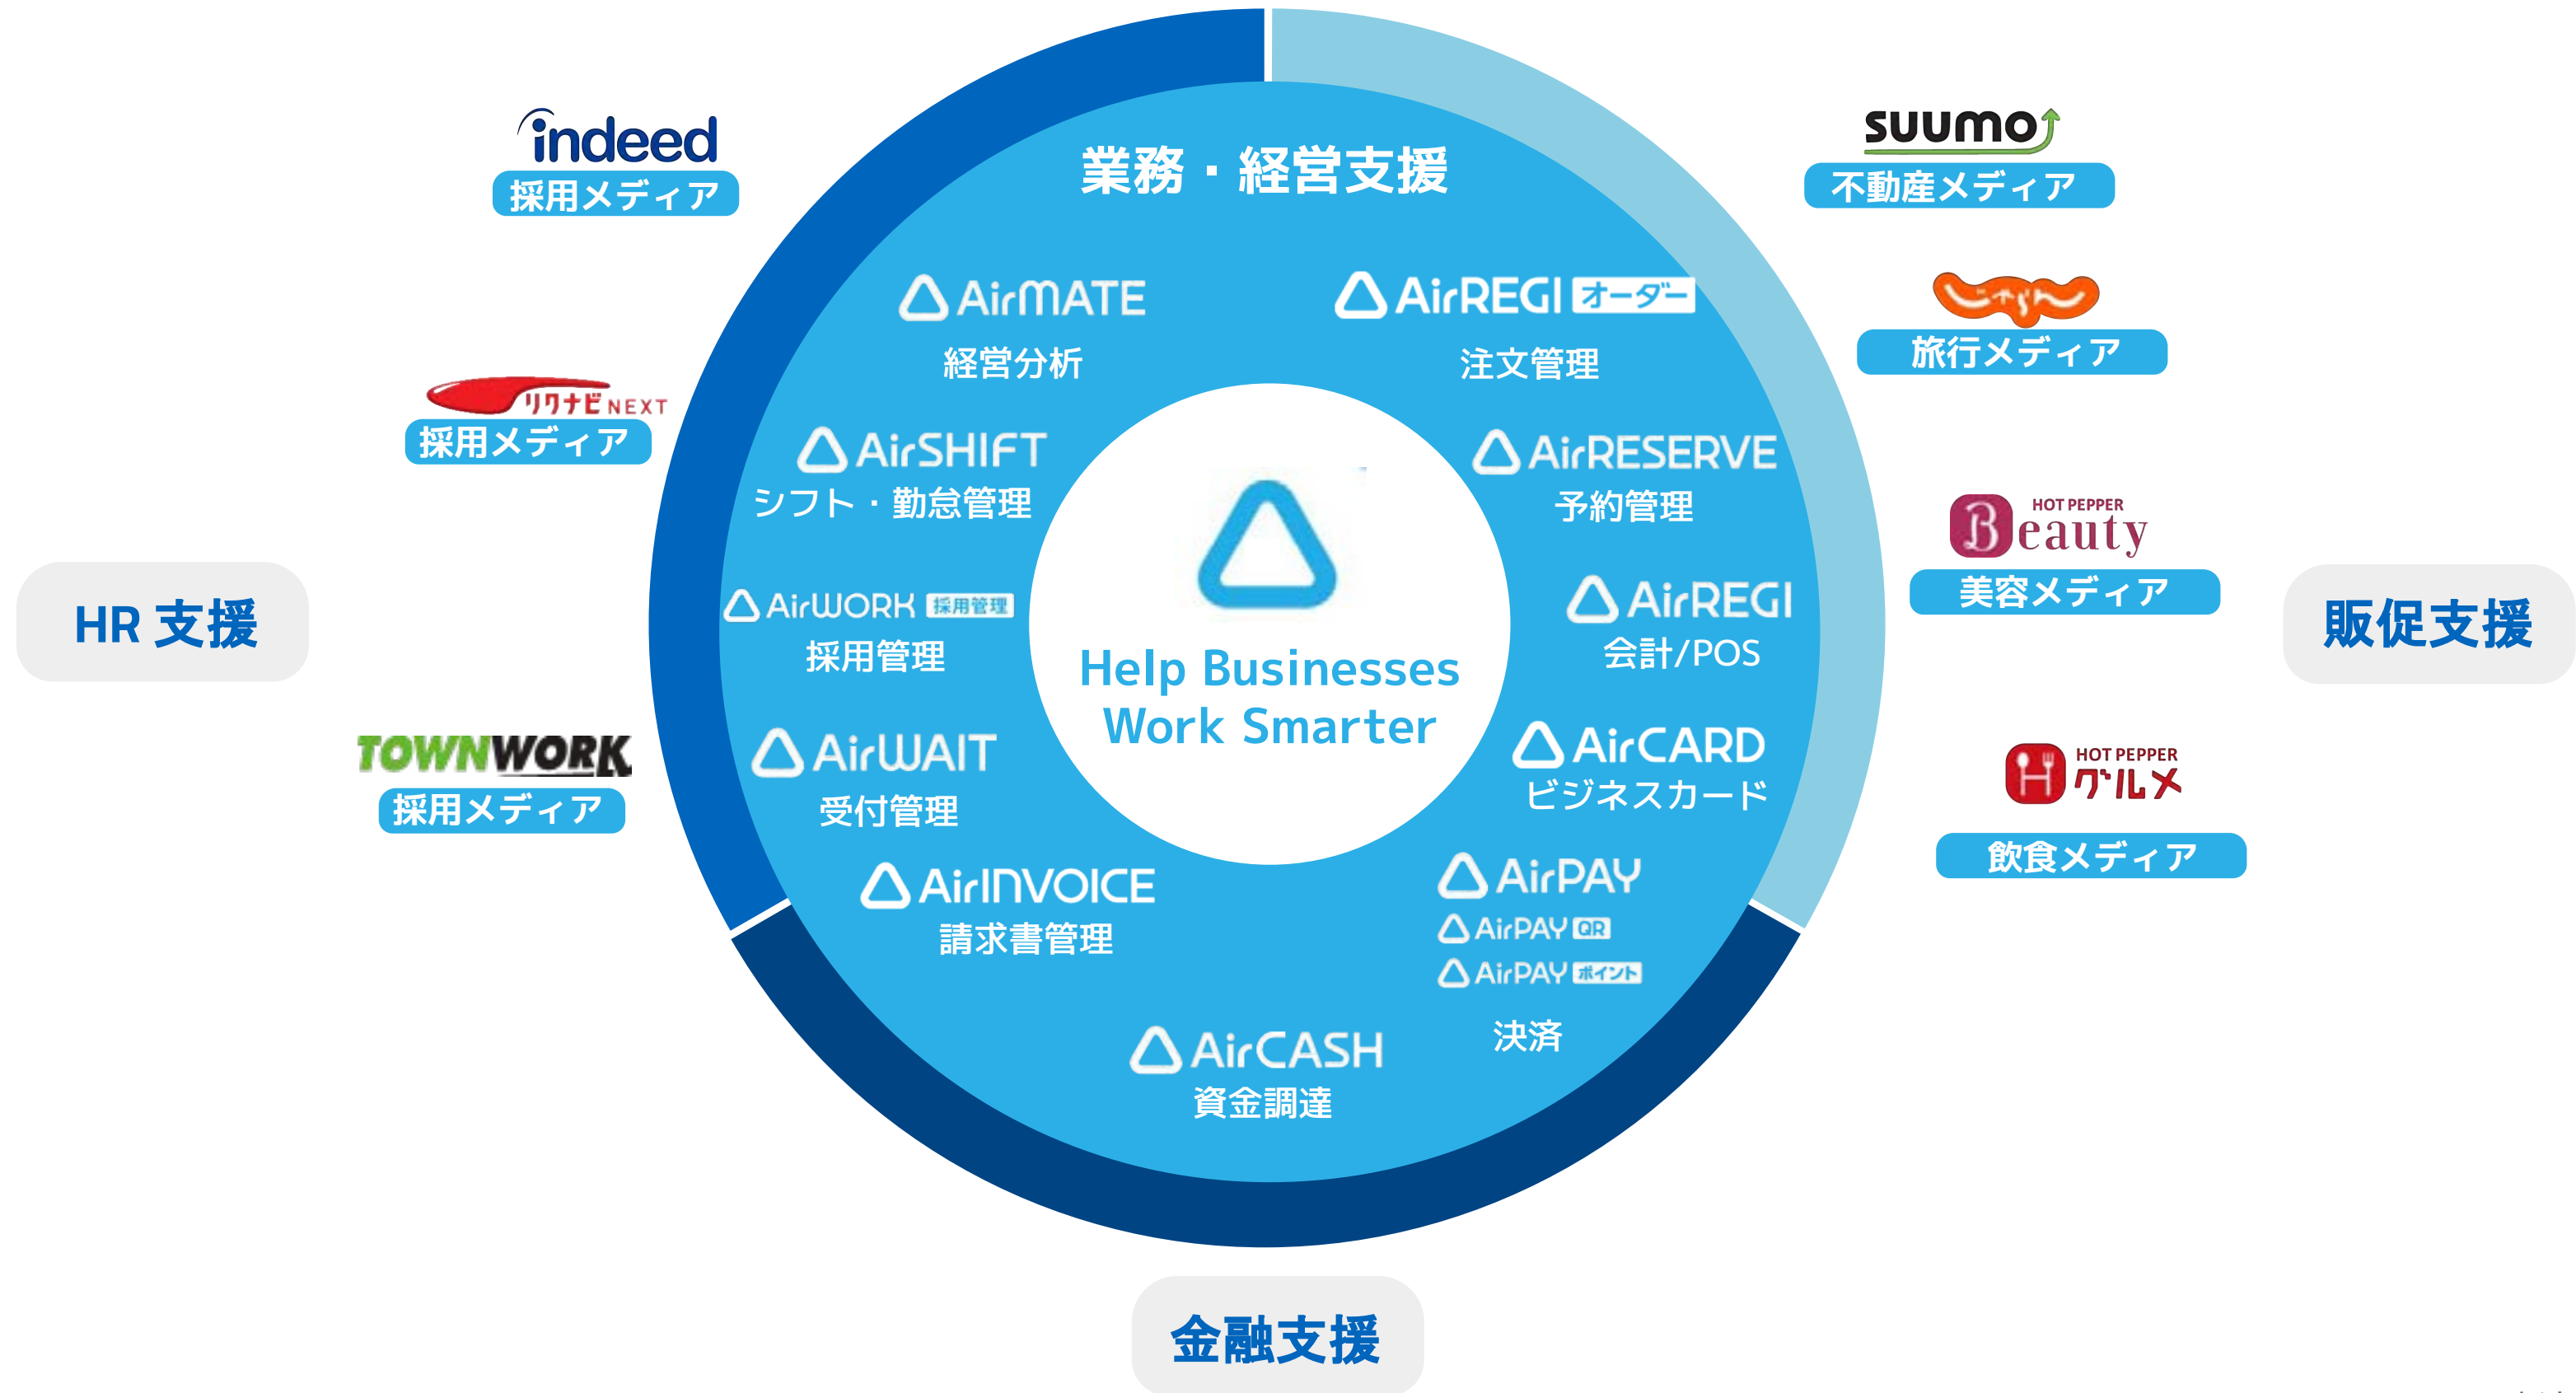 業務・経営支援
indeed
採用メディア
リクナビNEXT
採用メディア
HR 支援
TOWNWORK
採用メディア
AirMATE
経営分析
AirSHIFT
シフト・勤怠管理
AirWORK 採用管理
採用管理
AirWAIT
受付管理
AirINVOICE
請求書管理
Help Businesses
Work Smarter
AirREGI オーダー
注文管理
AirRESERVE
予約管理
AirREGI
会計/POS
AirCARD
ビジネスカード
AirPAY
AirPAY QR
AirPAY ポイント
決済
AirCASH
資金調達
SUUMO
不動産メディア
じゃらん
旅行メディア
HOT PEPPER
Beauty
美容メディア
販促支援
HOT PEPPER
グルメ
飲食メディア
金融支援